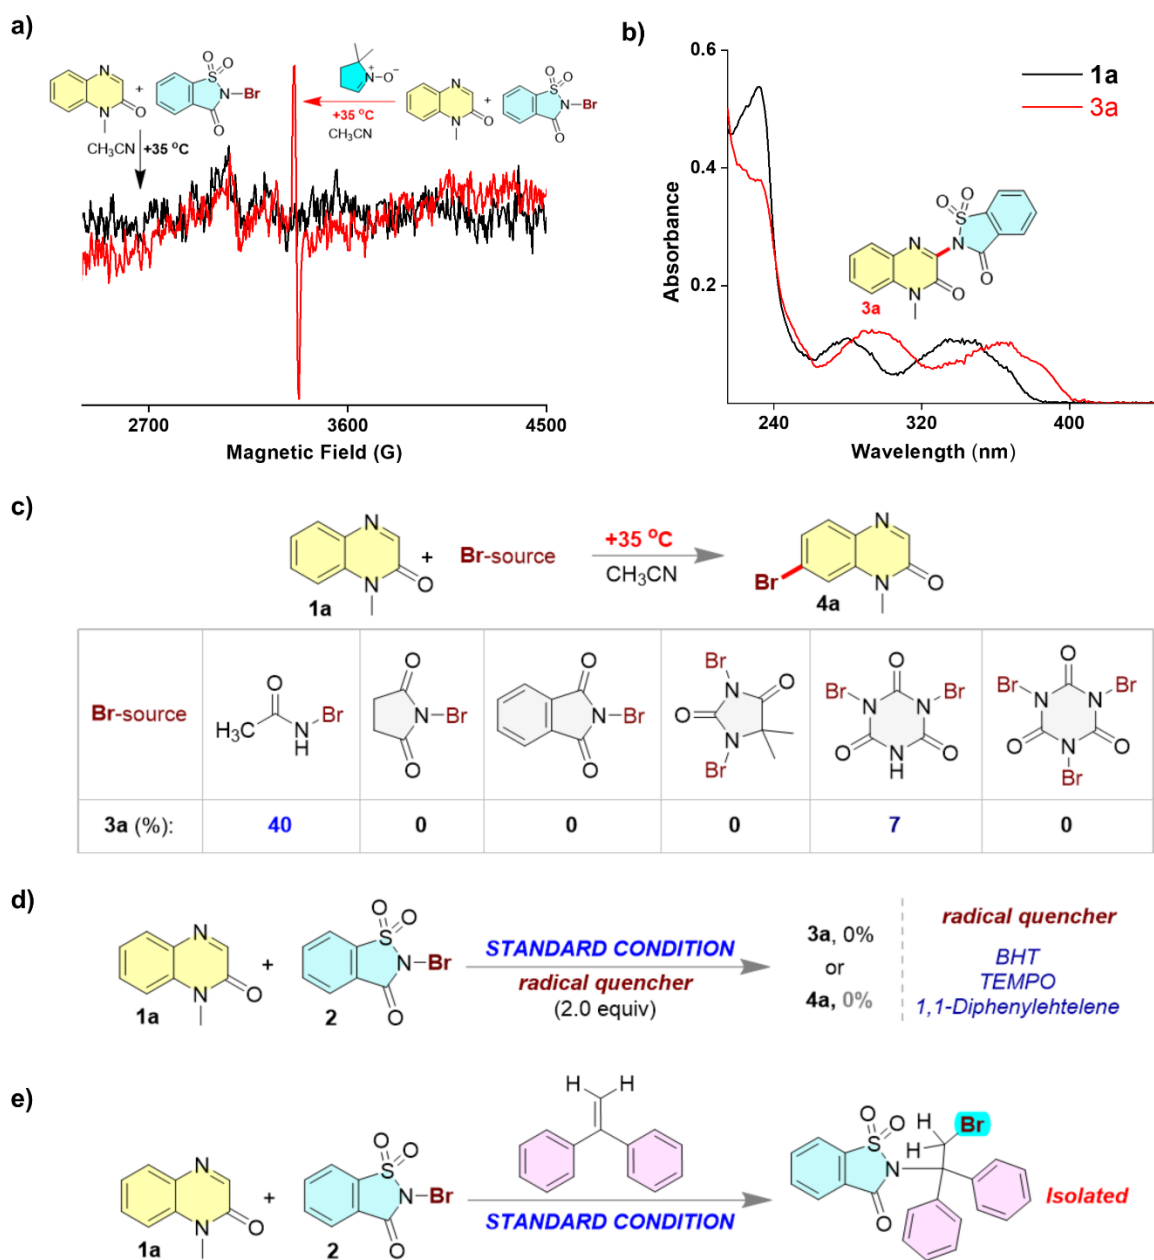 a)
N
N
O
+
O
O
S
N
Br
O
CH3CN
+35 °C
N
+
O
−
+35 °C
CH3CN
N
N
O
+
O
O
S
N
Br
O
2700
3600
4500
Magnetic Field (G)
b)
0.6
0.4
0.2
Absorbance
1a
3a
O
O
S
N
O
N
N
O
3a
240
320
400
Wavelength (nm)
c)
N
N
O
1a
+
Br-source
+35 °C
CH3CN
Br
N
N
O
4a
Br-source
O
H3C
N
H
Br
O
N
Br
O
O
N
Br
O
Br
N
O
O
N
Br
O
Br
N
N
Br
O
N
H
O
O
Br
N
N
Br
O
N
O
Br
3a (%):
40
0
0
0
7
0
d)
N
N
O
1a
+
O
O
S
N
Br
O
2
STANDARD CONDITION
radical quencher
(2.0 equiv)
3a, 0%
or
4a, 0%
radical quencher
BHT
TEMPO
1,1-Diphenylehtelene
e)
N
N
O
1a
+
O
O
S
N
Br
O
2
H
H
STANDARD CONDITION
O
O
S
N
O
H
H
Br
Isolated